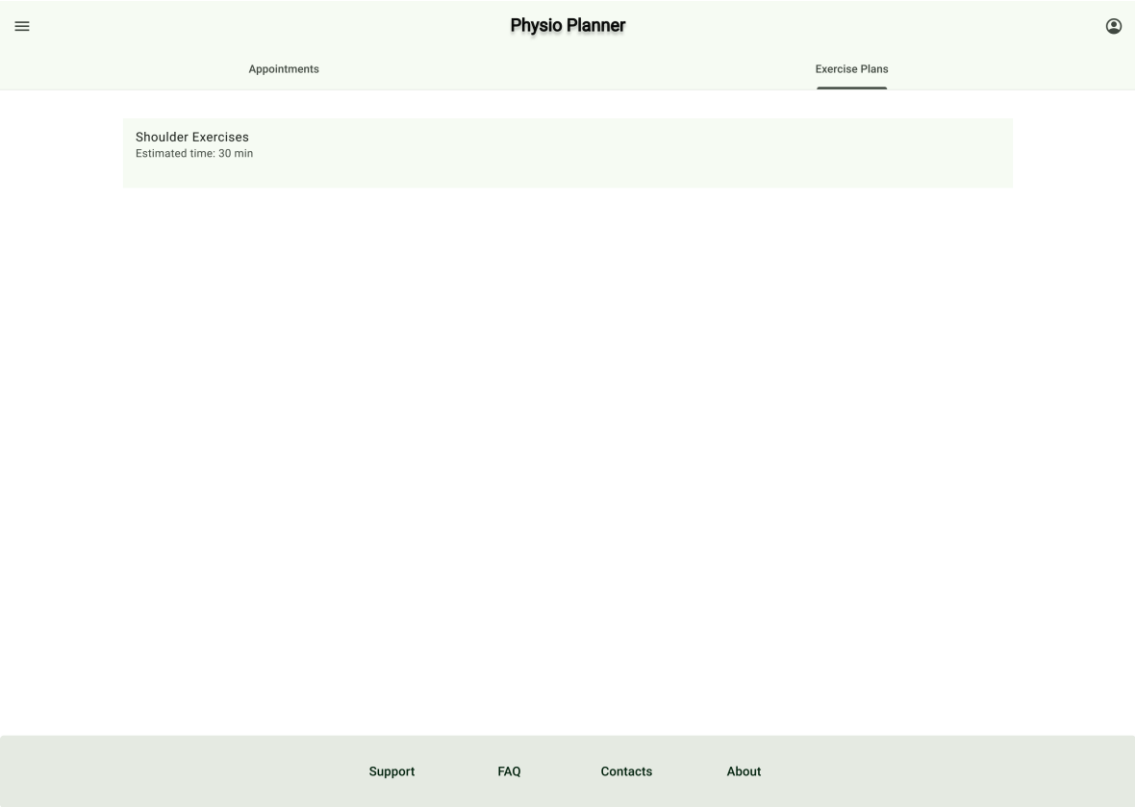 Physio Planner
Appointments
Exercise Plans
Shoulder Exercises
Estimated time: 30 min
Support
FAQ
Contacts
About